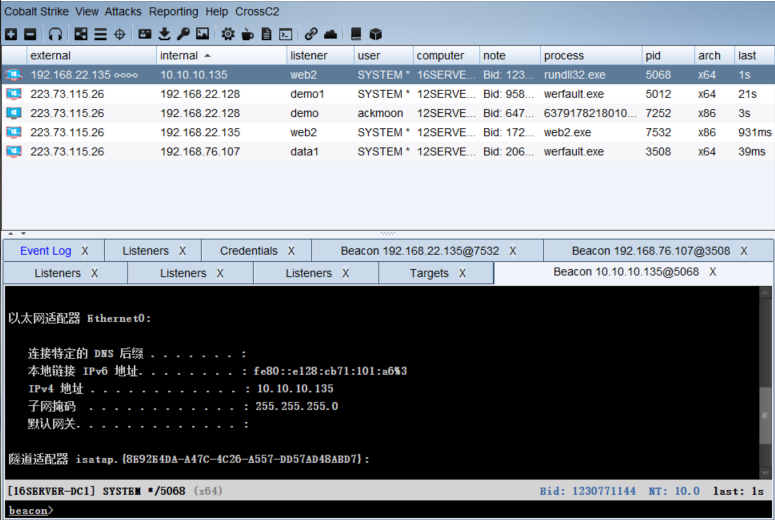 Cobalt Strike View Attacks Reporting Help CrossC2
external internal listener user computer note process pid arch last
192.168.22.135 10.10.10.135 web2 SYSTEM * 16SERVE... Bid: 123... rundll32.exe 5068 x64 1s
223.73.115.26 192.168.22.128 demo1 SYSTEM * 12SERVE... Bid: 958... werfault.exe 5012 x64 21s
223.73.115.26 192.168.22.128 demo ackmoon 12SERVE... Bid: 647... 6379178218010... 7252 x86 3s
223.73.115.26 192.168.22.135 web2 SYSTEM * 12SERVE... Bid: 172... web2.exe 7532 x86 931ms
223.73.115.26 192.168.76.107 data1 SYSTEM * 12SERVE... Bid: 206... werfault.exe 3508 x64 39ms
Event Log X Listeners X Credentials X Beacon 192.168.22.135@7532 X Beacon 192.168.76.107@3508 X
Listeners X Listeners X Listeners X Targets X Beacon 10.10.10.135@5068 X
以太网适配器 Ethernet0:
连接特定的 DNS 后缀 . . . . . . . :
本地链接 IPv6 地址. . . . . . . . : fe80::e128:cb71:101:a6%3
IPv4 地址 . . . . . . . . . . . . : 10.10.10.135
子网掩码 . . . . . . . . . . . . : 255.255.255.0
默认网关. . . . . . . . . . . . . :
隧道适配器 isatap.{8E92E4DA-A47C-4C26-A557-DD57AD48ABD7}:
[16SERVER-DC1] SYSTEM */5068 (x64) Bid: 1230771144 NT: 10.0 last: 1s
beacon>